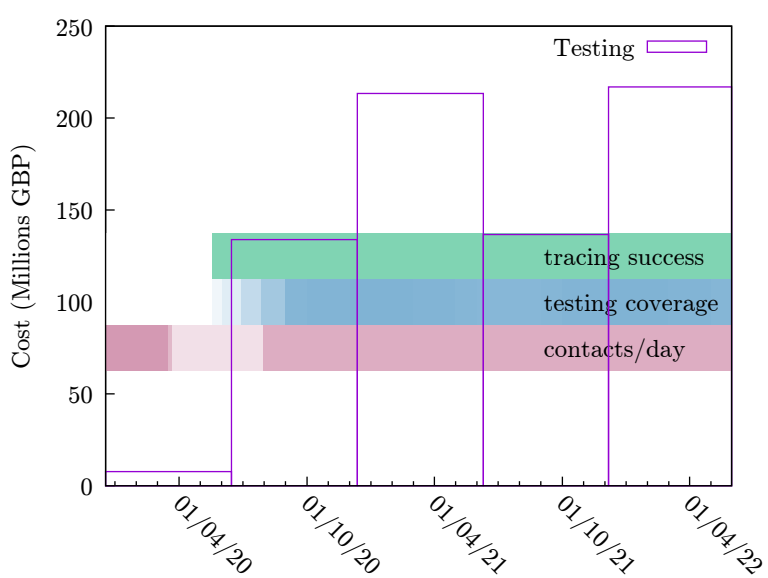 250
200
150
100
50
0
Cost (Millions GBP)
Testing
tracing success
testing coverage
contacts/day
01/04/20
01/10/20
01/04/21
01/10/21
01/04/22